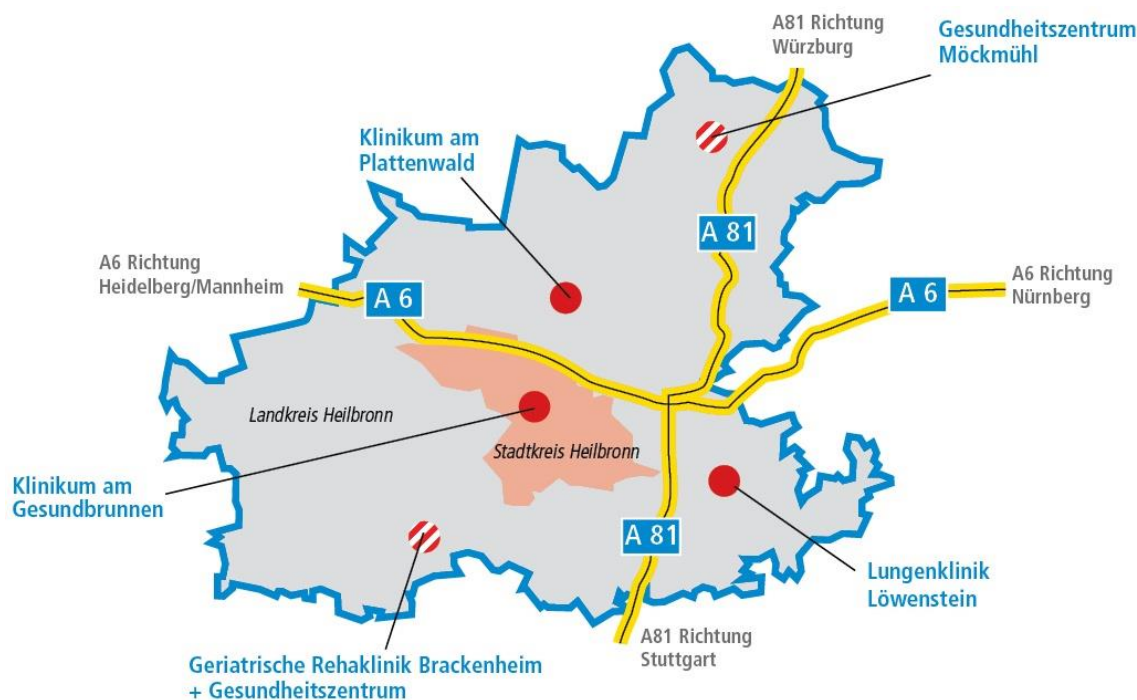 A81 Richtung
Würzburg
Gesundheitszentrum
Möckmühl
Klinikum am
Plattenwald
A 81
A6 Richtung
Heidelberg/Mannheim
A 6
A 6
A6 Richtung
Nürnberg
Landkreis Heilbronn
Stadtkreis Heilbronn
Klinikum am
Gesundbrunnen
A 81
Lungenklinik
Löwenstein
A81 Richtung
Stuttgart
Geriatrische Rehaklinik Brackenheim
+ Gesundheitszentrum